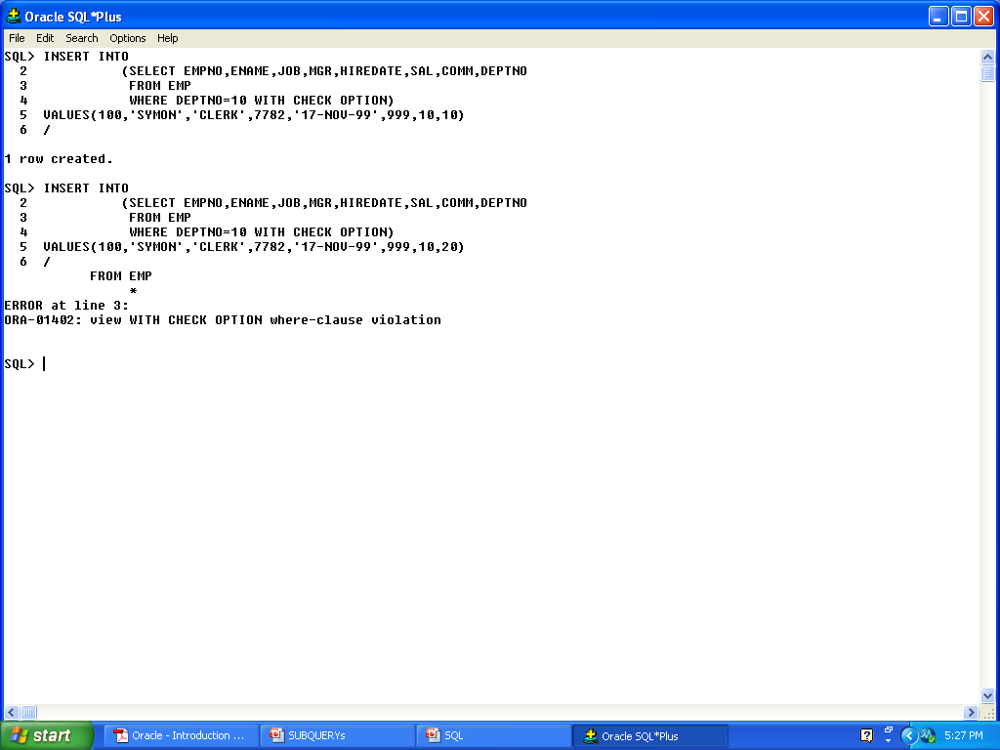 Oracle SQL*Plus
File Edit Search Options Help
SQL> INSERT INTO
2 (SELECT EMPNO,ENAME,JOB,MGR,HIREDATE,SAL,COMM,DEPTNO
3 FROM EMP
4 WHERE DEPTNO=10 WITH CHECK OPTION)
5 VALUES(100,'SYMON','CLERK',7782,'17-NOV-99',999,10,10)
6 /
1 row created.
SQL> INSERT INTO
2 (SELECT EMPNO,ENAME,JOB,MGR,HIREDATE,SAL,COMM,DEPTNO
3 FROM EMP
4 WHERE DEPTNO=10 WITH CHECK OPTION)
5 VALUES(100,'SYMON','CLERK',7782,'17-NOV-99',999,10,20)
6 /
FROM EMP
*
ERROR at line 3:
ORA-01402: view WITH CHECK OPTION where-clause violation
SQL>
start Oracle - Introduction ... SUBQUERYs SQL Oracle SQL*Plus 5:27 PM